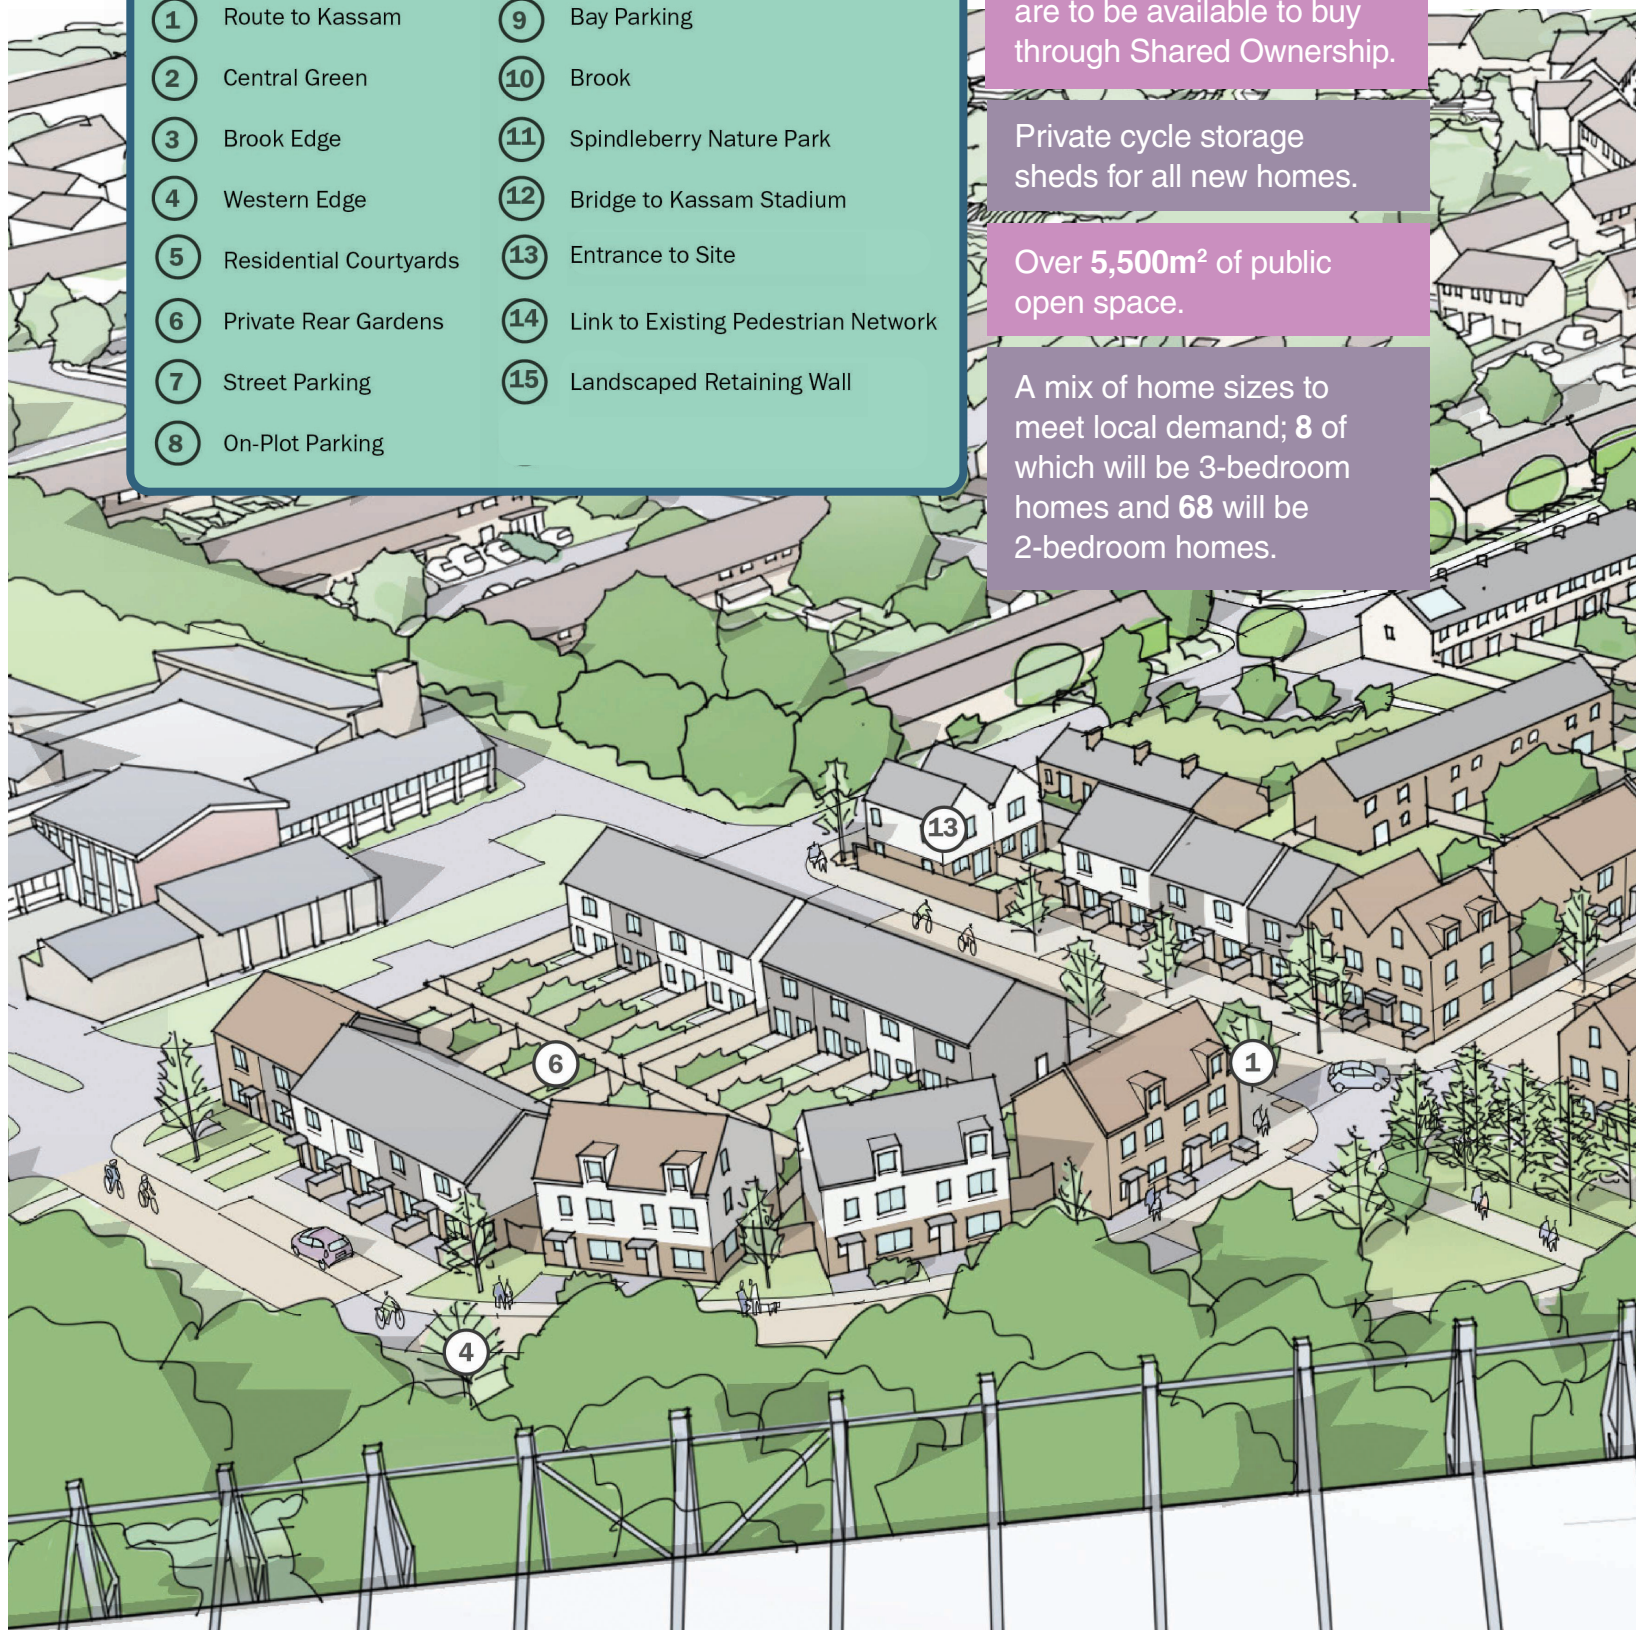 1 Route to Kassam
2 Central Green
3 Brook Edge
4 Western Edge
5 Residential Courtyards
6 Private Rear Gardens
7 Street Parking
8 On-Plot Parking
9 Bay Parking
10 Brook
11 Spindleberry Nature Park
12 Bridge to Kassam Stadium
13 Entrance to Site
14 Link to Existing Pedestrian Network
15 Landscaped Retaining Wall
are to be available to buy
through Shared Ownership.
Private cycle storage
sheds for all new homes.
Over 5,500m² of public
open space.
A mix of home sizes to
meet local demand; 8 of
which will be 3-bedroom
homes and 68 will be
2-bedroom homes.
13
6
1
4